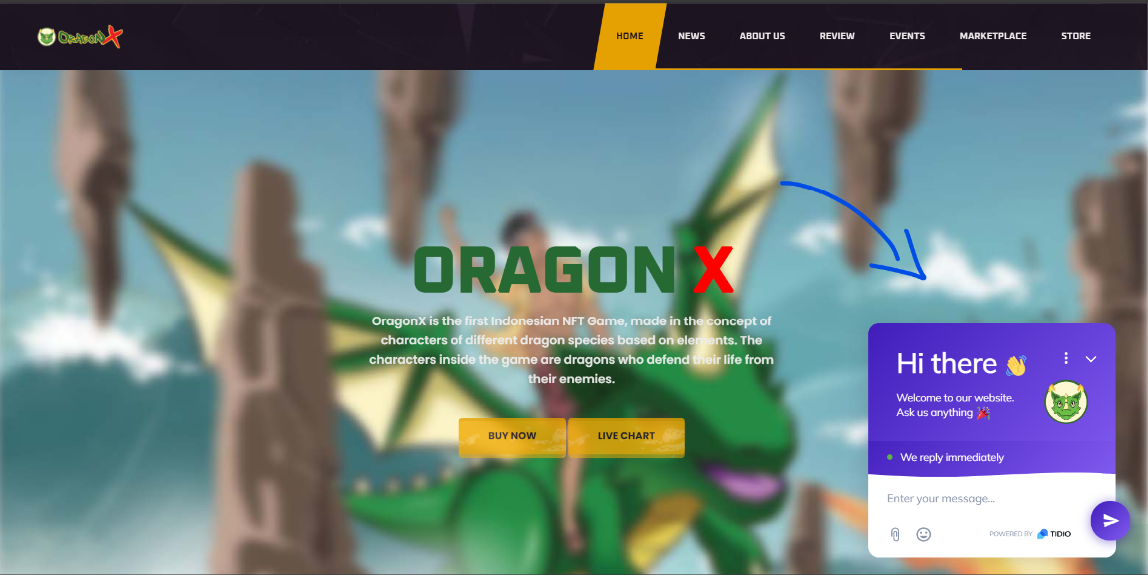 ORAGONX
HOME
NEWS
ABOUT US
REVIEW
EVENTS
MARKETPLACE
STORE
ORAGON X
OragonX is the first Indonesian NFT Game, made in the concept of
characters of different dragon species based on elements. The
characters inside the game are dragons who defend their life from
their enemies.
BUY NOW
LIVE CHART
Hi there 👋
Welcome to our website.
Ask us anything 🎉
We reply immediately
Enter your message...
POWERED BY TIDIO